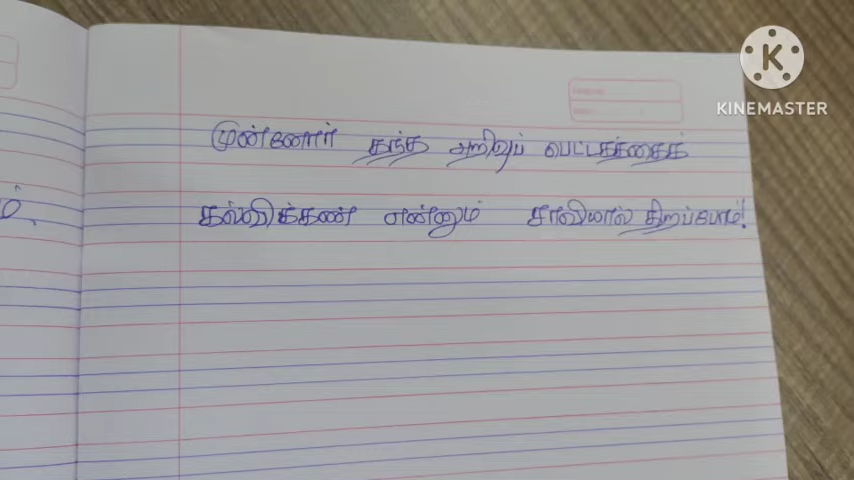 முன்னோர் தந்த அறிவுப் பெட்டகத்தைக்
கல்விக்கண் என்னும் சாவியால் திறப்போம்!
KINEMASTER